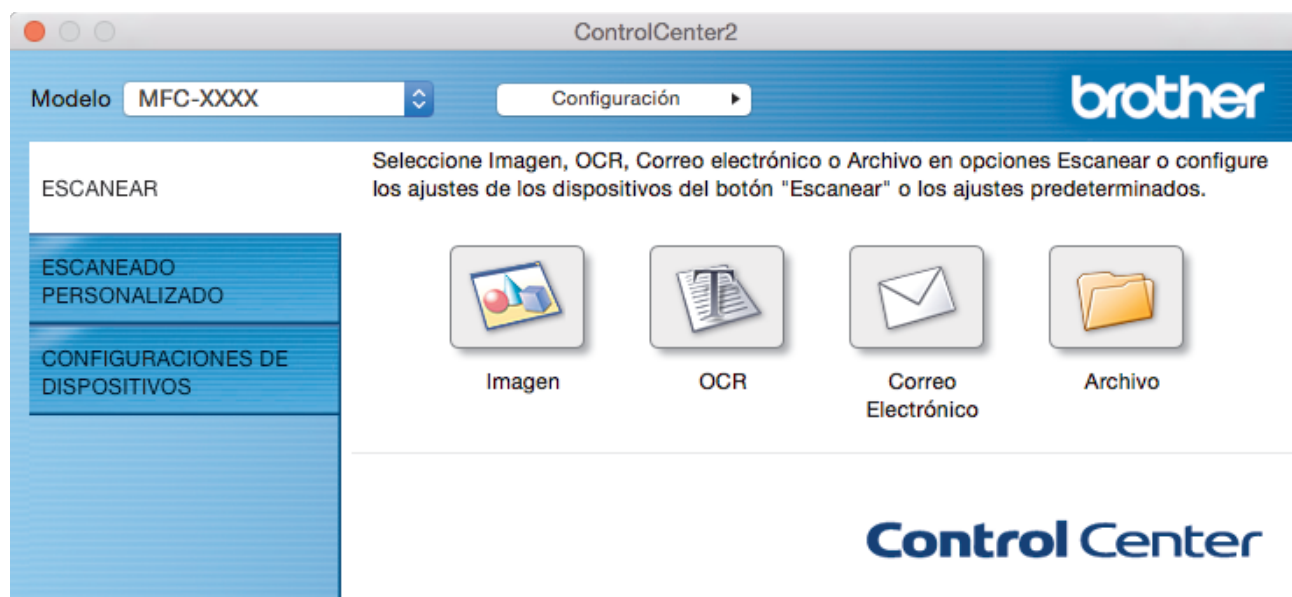 ControlCenter2
Modelo MFC-XXXX Configuración brother
ESCANEAR
Seleccione Imagen, OCR, Correo electrónico o Archivo en opciones Escanear o configure
los ajustes de los dispositivos del botón "Escanear" o los ajustes predeterminados.
ESCANEADO
PERSONALIZADO
CONFIGURACIONES DE
DISPOSITIVOS
Imagen OCR Correo
Electrónico
Archivo
Control Center